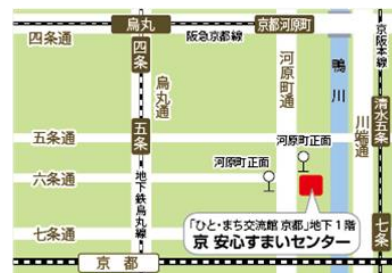 烏丸
京都河原町
京阪本線
四条通
四条
阪急京都線
烏丸通
河原町通
鴨川
川端通
清水五条
五条通
五条
河原町正面
河原町正面
六条通
地下鉄烏丸線
「ひと・まち交流館 京都」地下1階
京 安心すまいセンター
七条通
七条
京都